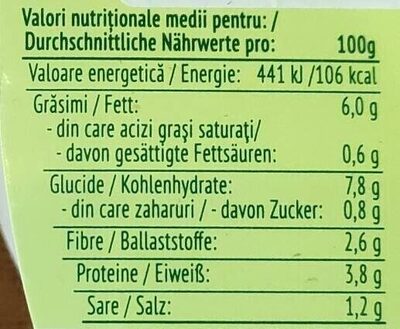 Valori nutriționale medii pentru: /
Durchschnittliche Nährwerte pro: 100g
Valoare energetică / Energie: 441 kJ /106 kcal
Grăsimi / Fett: 6,0 g
- din care acizi grași saturați/
- davon gesättigte Fettsäuren: 0,6 g
Glucide / Kohlenhydrate: 7,8 g
- din care zaharuri / - davon Zucker: 0,8 g
Fibre / Ballaststoffe: 2,6 g
Proteine / Eiweiß: 3,8 g
Sare / Salz: 1,2 g